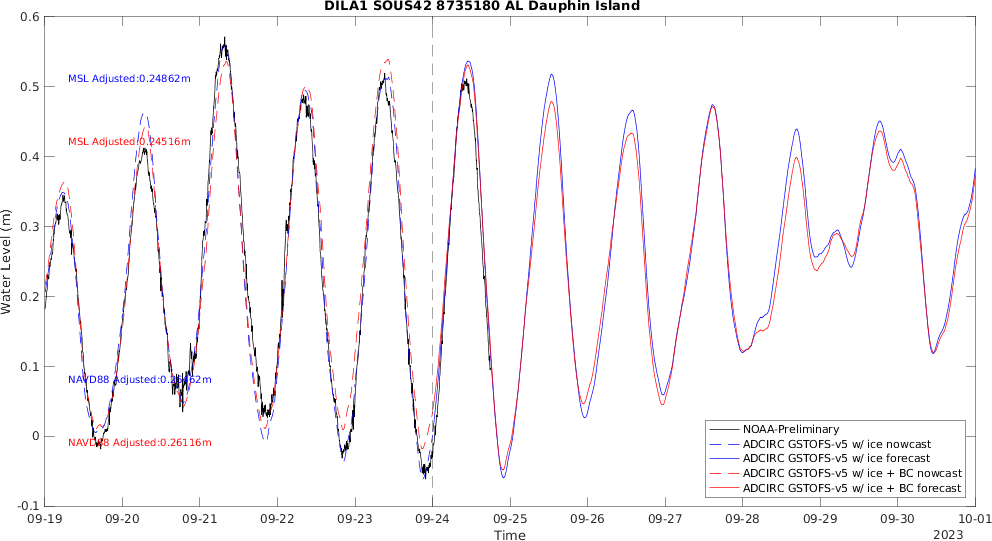 DILA1 SOUS42 8735180 AL Dauphin Island
Water Level (m)
0.6
0.5
0.4
0.3
0.2
0.1
0
-0.1
MSL Adjusted:0.24862m
MSL Adjusted:0.24516m
NAVD88 Adjusted:
NAVD88 Adjusted:0.26116m
NOAA-Preliminary
ADCIRC GSTOFS-v5 w/ ice nowcast
ADCIRC GSTOFS-v5 w/ ice forecast
ADCIRC GSTOFS-v5 w/ ice + BC nowcast
ADCIRC GSTOFS-v5 w/ ice + BC forecast
09-19 09-20 09-21 09-22 09-23 09-24 09-25 09-26 09-27 09-28 09-29 09-30 10-01
Time
2023